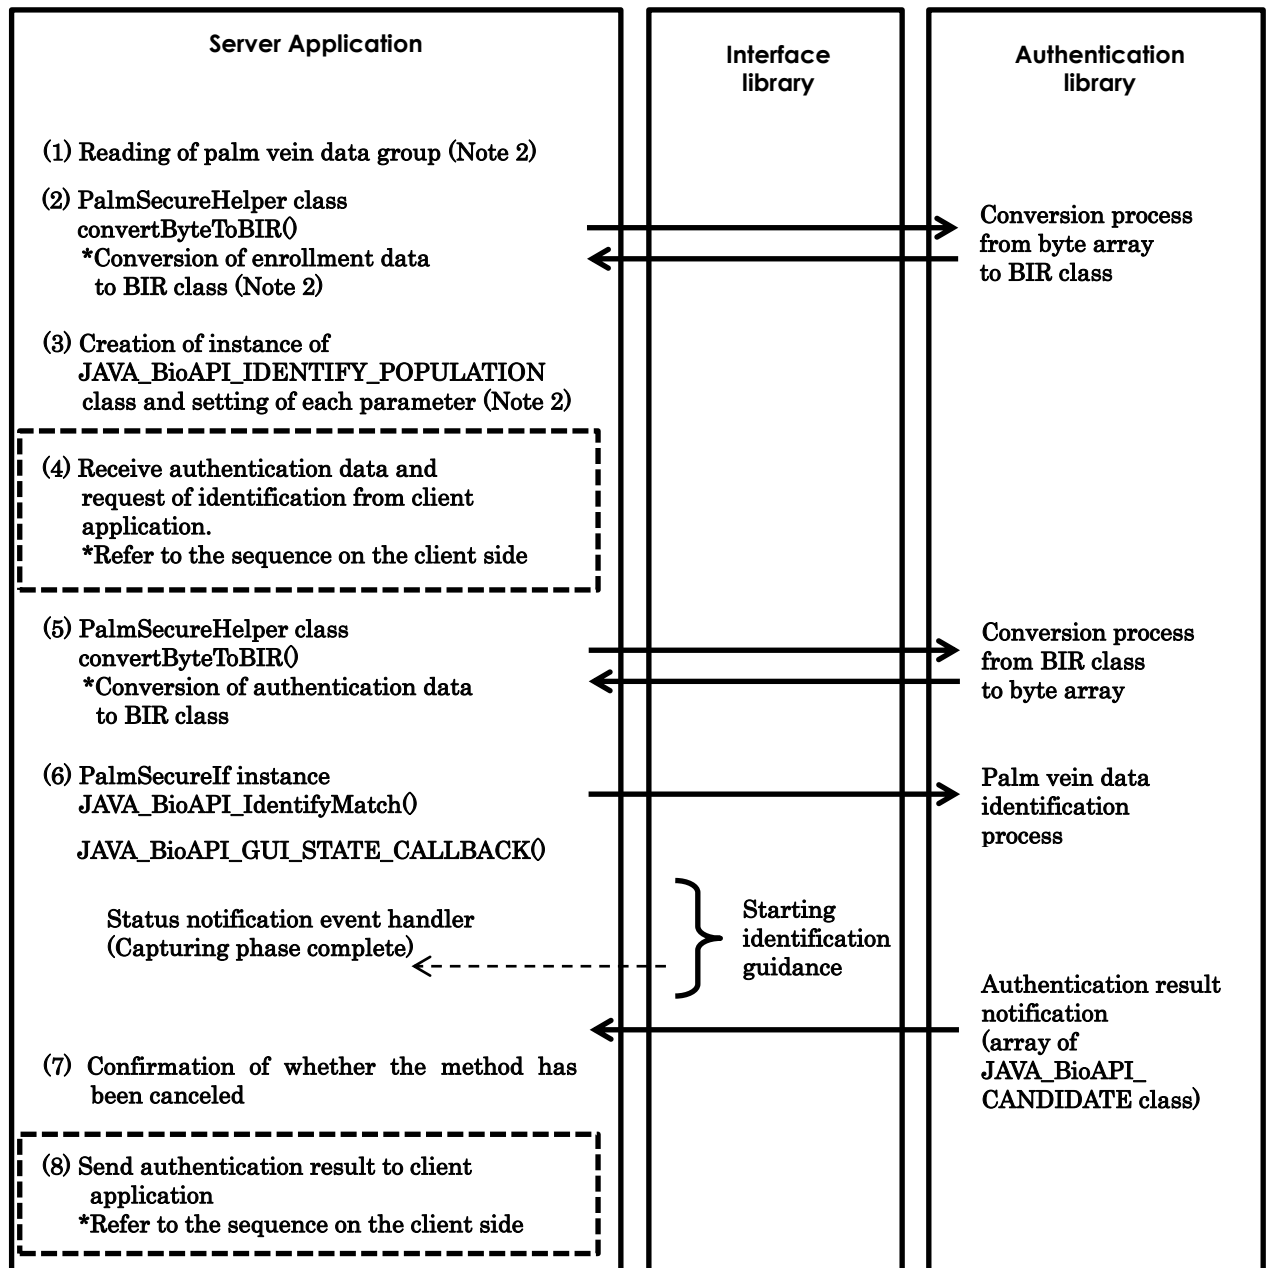 Server Application
Interface
library
Authentication
library
(1) Reading of palm vein data group (Note 2)
(2) PalmSecureHelper class
convertByteToBIR()
*Conversion of enrollment data
to BIR class (Note 2)
Conversion process
from byte array
to BIR class
(3) Creation of instance of
JAVA_BioAPI_IDENTIFY_POPULATION
class and setting of each parameter (Note 2)
(4) Receive authentication data and
request of identification from client
application.
*Refer to the sequence on the client side
(5) PalmSecureHelper class
convertByteToBIR()
*Conversion of authentication data
to BIR class
Conversion process
from BIR class
to byte array
(6) PalmSecureIf instance
JAVA_BioAPI_IdentifyMatch()
Palm vein data
identification
process
JAVA_BioAPI_GUI_STATE_CALLBACK()
Status notification event handler
(Capturing phase complete)
Starting
identification
guidance
Authentication result
notification
(array of
JAVA_BioAPI_
CANDIDATE class)
(7) Confirmation of whether the method has
been canceled
(8) Send authentication result to client
application
*Refer to the sequence on the client side